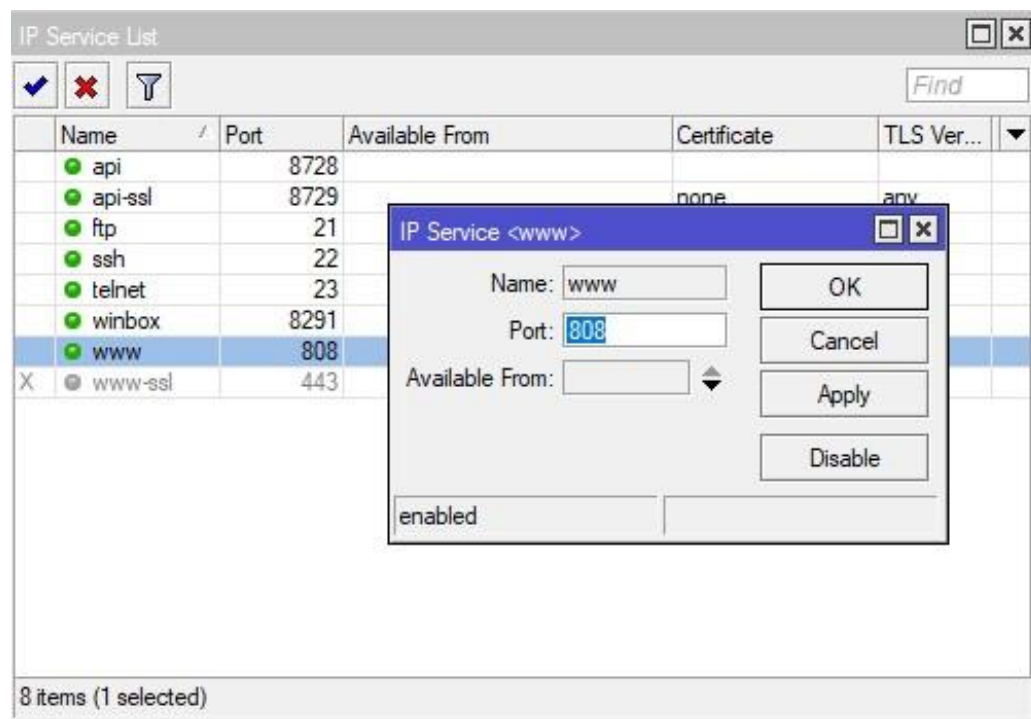 IP Service List
Find
Name Port Available From Certificate TLS Ver...
api 8728
api-ssl 8729 none any
ftp 21
ssh 22
telnet 23
winbox 8291
www 808
X www-ssl 443
IP Service <www>
Name: www
Port: 808
Available From:
OK
Cancel
Apply
Disable
enabled
8 items (1 selected)